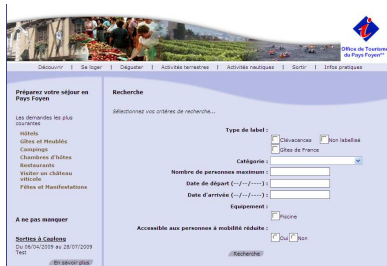 Office de Tourisme
du Pays Foyen**
Découvrir | Se loger | Déguster | Activités terrestres | Activités nautiques | Sortir | Infos pratiques
Préparez votre séjour en
Pays Foyen
Les demandes les plus
courantes
Hôtels
Gîtes et Meublés
Campings
Chambres d'hôtes
Restaurants
Visiter un château
viticole
Fêtes et Manifestations
A ne pas manquer
Sorties à Caplong
Du 06/04/2009 au 28/07/2009
Test
En savoir plus
Recherche
Sélectionnez vos critères de recherche...
Type de label :
Clévacances Non labellisé
Gîtes de France
Catégorie :
Nombre de personnes maximum :
Date de départ (--/--/----) :
Date d'arrivée (--/--/----) :
Equipement :
Piscine
Accessible aux personnes à mobilité réduite :
Oui Non
Recherche